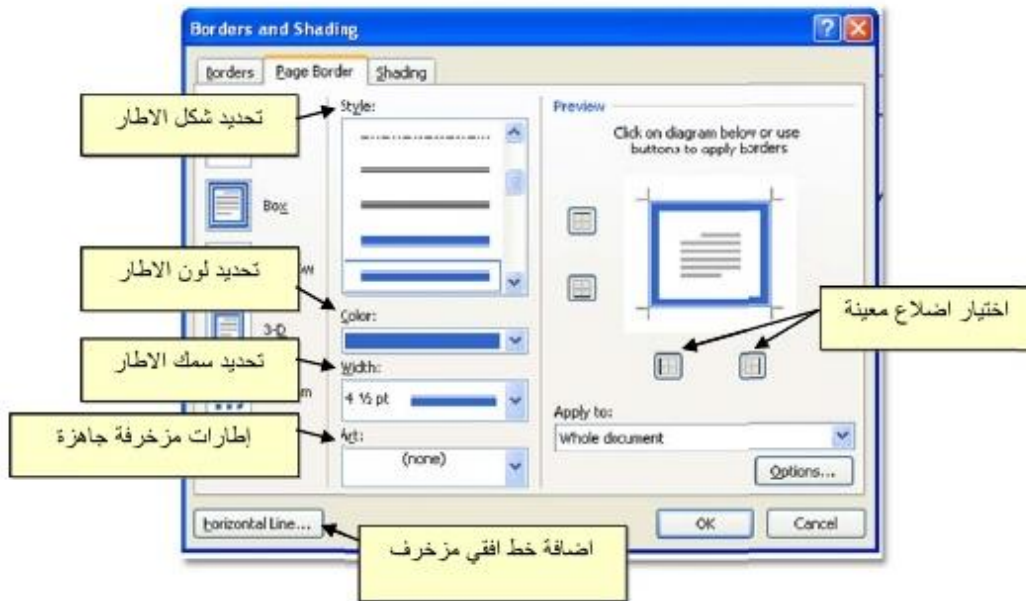 Borders and Shading
Borders
Page Border
Shading
تحديد شكل الاطار
Style:
Preview
Click on diagram below or use
buttons to apply borders
Box
تحديد لون الاطار
Color:
3-D
اختيار اضلاع معينة
تحديد سمك الاطار
Width:
4 ½ pt
إطارات مزخرفة جاهزة
Art:
(none)
Apply to:
Whole document
Options...
Horizontal Line...
OK
Cancel
اضافة خط افقي مزخرف